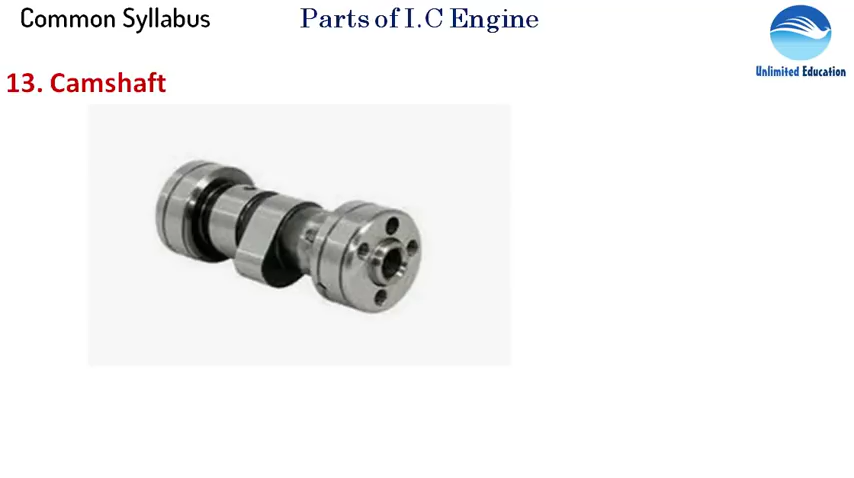 Common Syllabus
Parts of I.C Engine
Unlimited Education
13. Camshaft